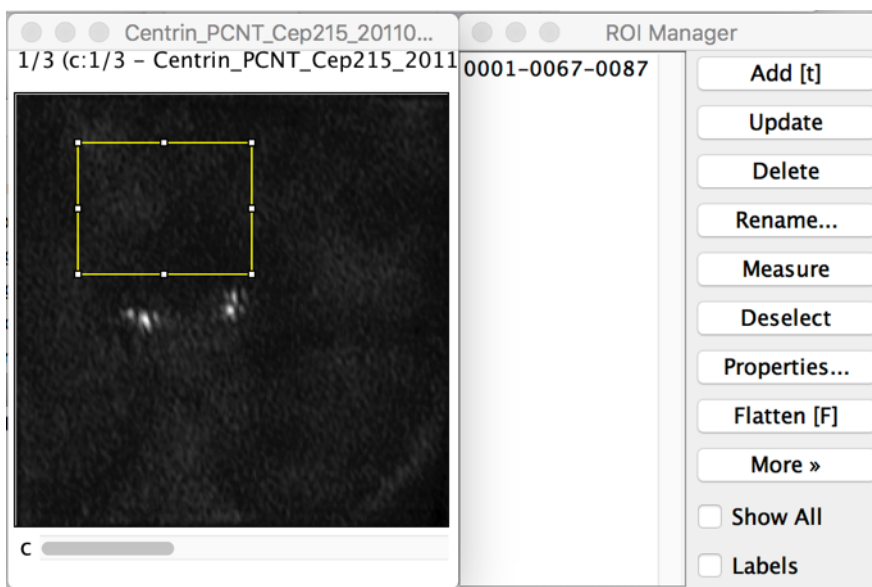 Centrin_PCNT_Cep215_20110...
ROI Manager
1/3 (c:1/3 - Centrin_PCNT_Cep215_2011
0001-0067-0087
Add [t]
Update
Delete
Rename...
Measure
Deselect
Properties...
Flatten [F]
More »
Show All
Labels
c